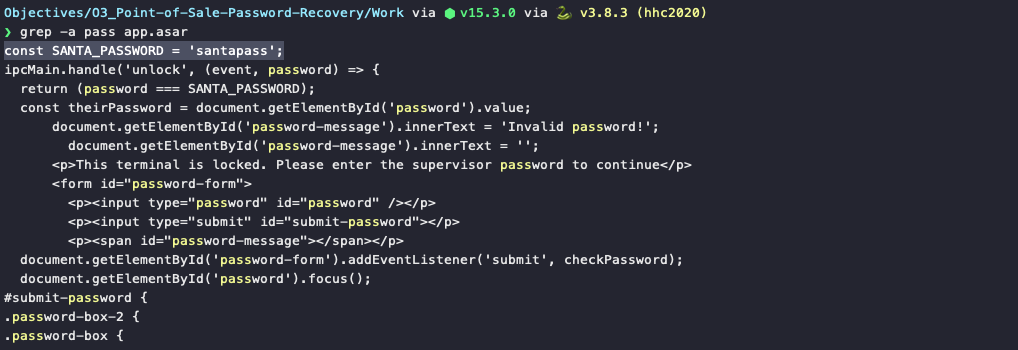 Objectives/O3_Point-of-Sale-Password-Recovery/Work via ⬢ v15.3.0 via 🐍 v3.8.3 (hhc2020)
❯ grep -a pass app.asar
const SANTA_PASSWORD = 'santapass';
ipcMain.handle('unlock', (event, password) => {
  return (password === SANTA_PASSWORD);
  const theirPassword = document.getElementById('password').value;
      document.getElementById('password-message').innerText = 'Invalid password!';
        document.getElementById('password-message').innerText = '';
      <p>This terminal is locked. Please enter the supervisor password to continue</p>
      <form id="password-form">
        <p><input type="password" id="password" /></p>
        <p><input type="submit" id="submit-password"></p>
        <p><span id="password-message"></span></p>
  document.getElementById('password-form').addEventListener('submit', checkPassword);
  document.getElementById('password').focus();
#submit-password {
.password-box-2 {
.password-box {